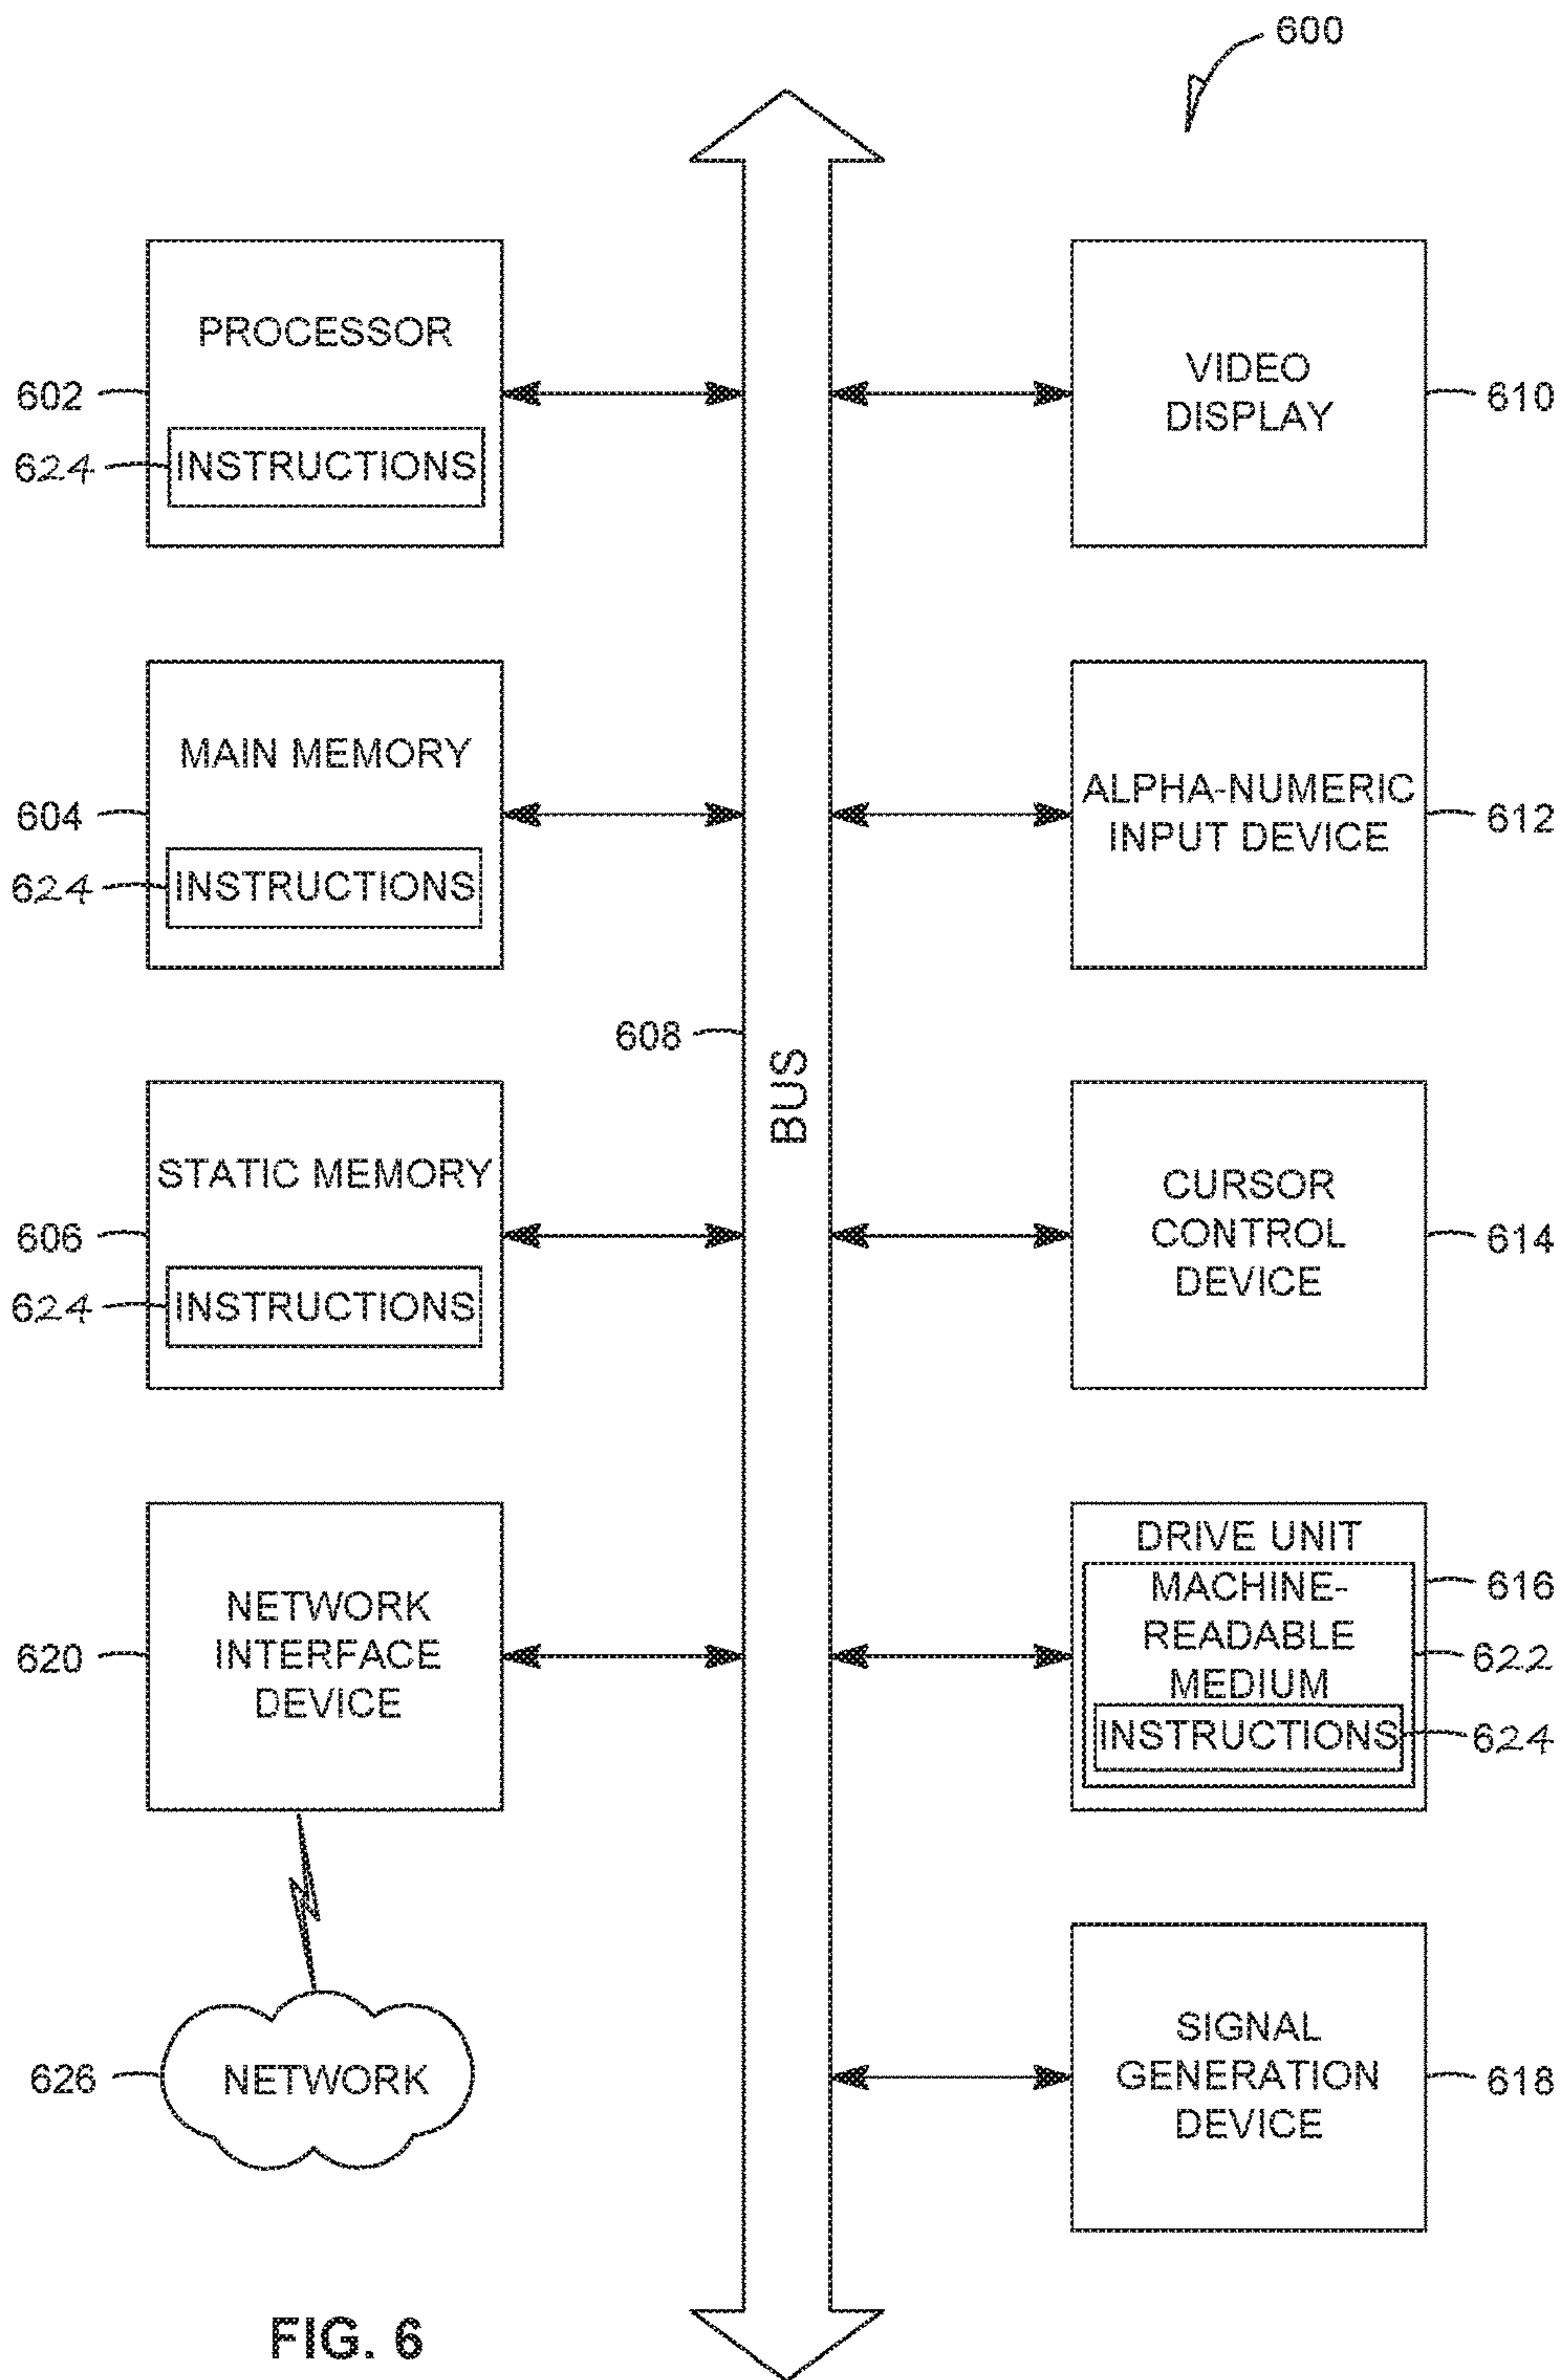 600
PROCESSOR
602
624
INSTRUCTIONS
VIDEO
DISPLAY
610
MAIN MEMORY
604
624
INSTRUCTIONS
ALPHA-NUMERIC
INPUT DEVICE
612
608
BUS
STATIC MEMORY
606
624
INSTRUCTIONS
CURSOR
CONTROL
DEVICE
614
NETWORK
INTERFACE
DEVICE
620
DRIVE UNIT
616
MACHINE-
READABLE
MEDIUM
622
INSTRUCTIONS
624
626
NETWORK
SIGNAL
GENERATION
DEVICE
618
FIG. 6